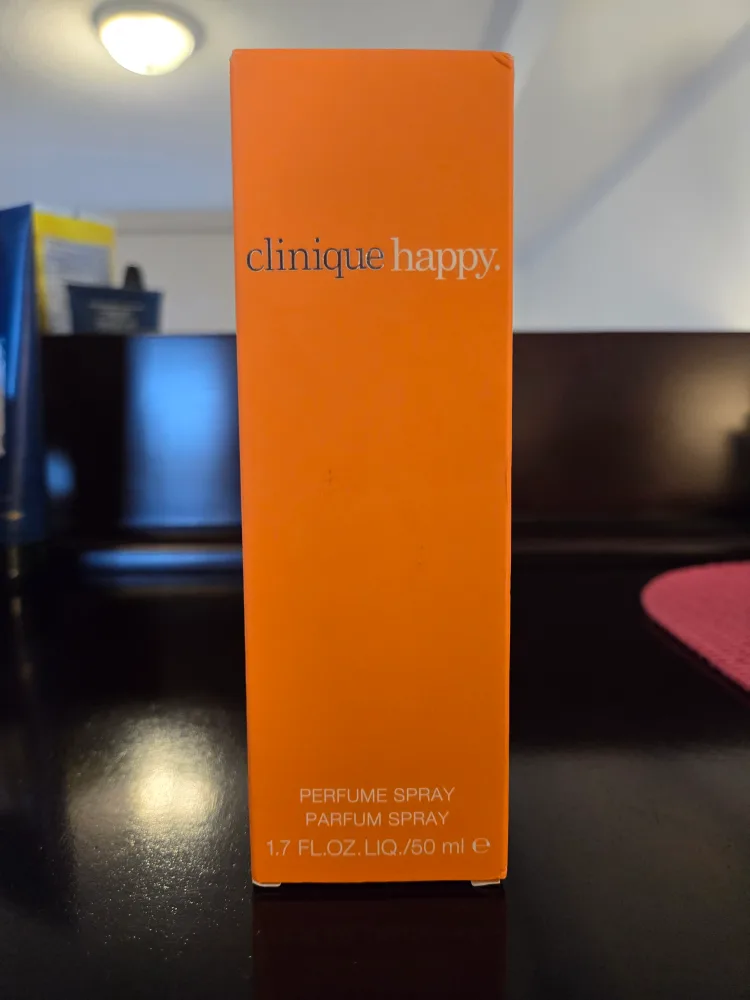 clinique happy.
PERFUME SPRAY
PARFUM SPRAY
1.7 FL.OZ.LIQ./50 ml ℮